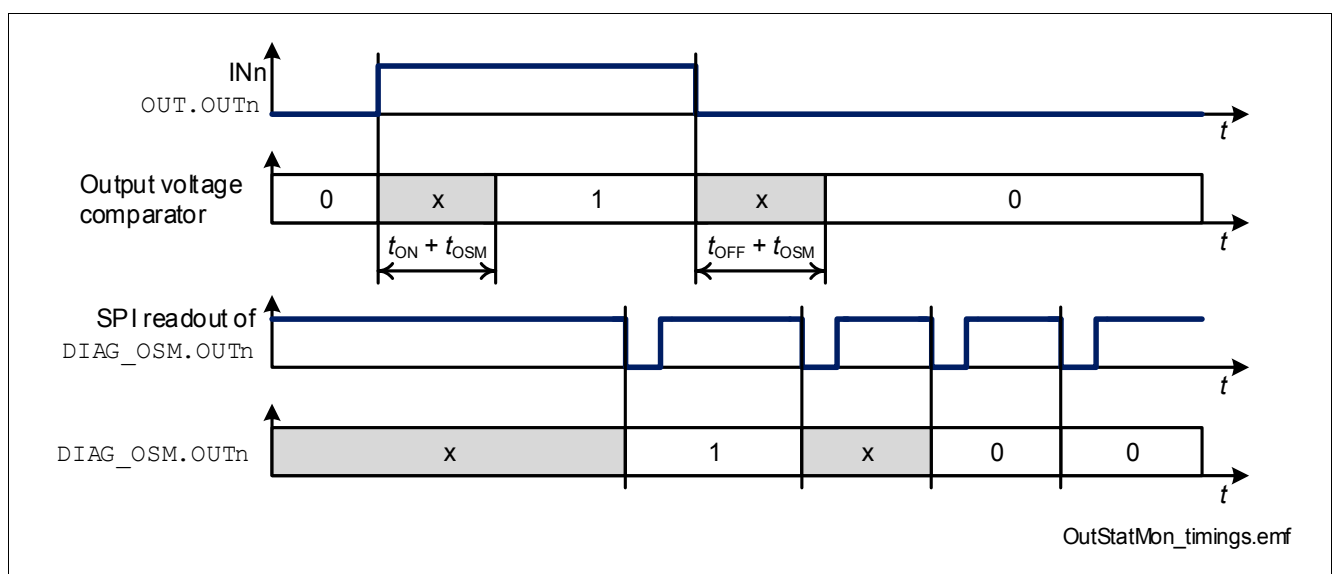 INn
OUT.OUTn
t
Output voltage
comparator
0 x 1 x 0
t
tON + tOSM tOFF + tOSM
SPI readout of
DIAG_OSM.OUTn
t
DIAG_OSM.OUTn
x 1 x 0 0
t
OutStatMon_timings.emf